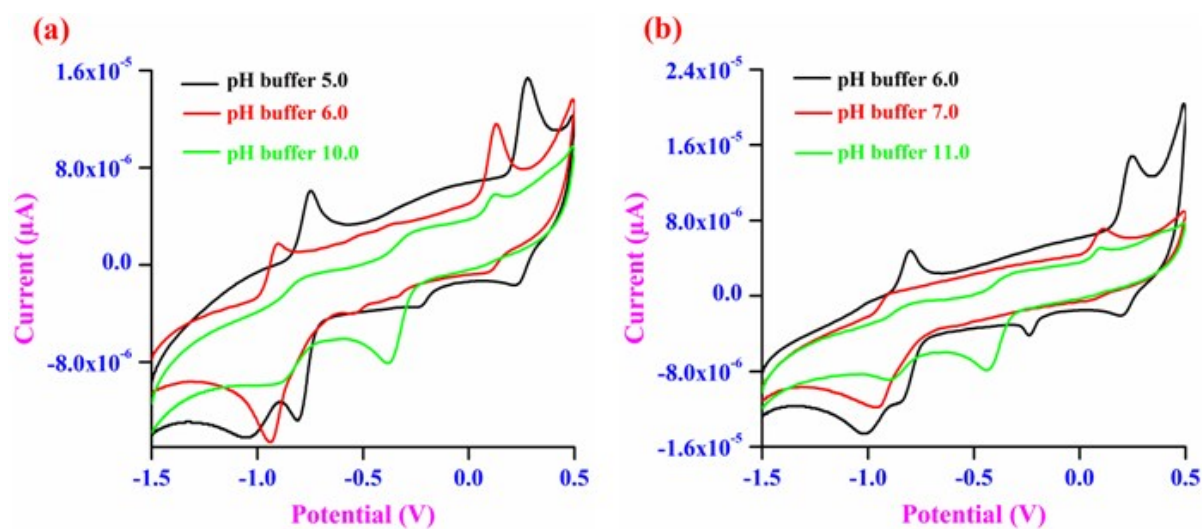 (a)
1.6x10⁻⁵
8.0x10⁻⁶
0.0
-8.0x10⁻⁶
Current (µA)
pH buffer 5.0
pH buffer 6.0
pH buffer 10.0
-1.5 -1.0 -0.5 0.0 0.5
Potential (V)
(b)
2.4x10⁻⁵
1.6x10⁻⁵
8.0x10⁻⁶
0.0
-8.0x10⁻⁶
-1.6x10⁻⁵
Current (µA)
pH buffer 6.0
pH buffer 7.0
pH buffer 11.0
-1.5 -1.0 -0.5 0.0 0.5
Potential (V)